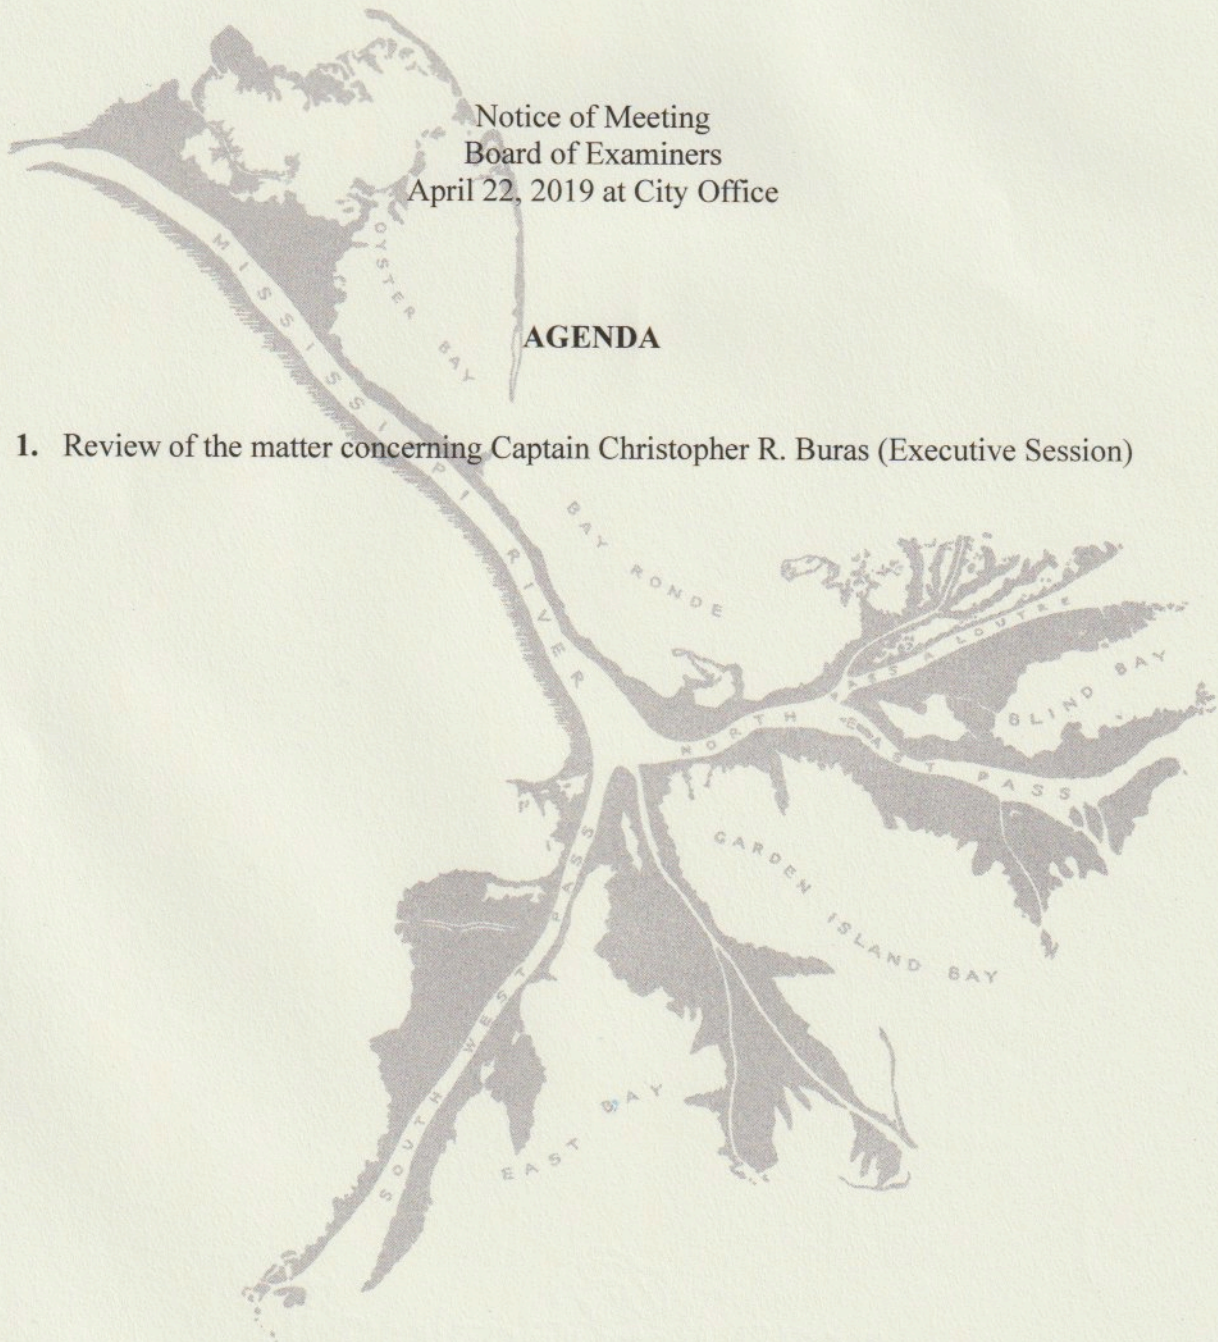 Notice of Meeting
Board of Examiners
April 22, 2019 at City Office
AGENDA
1. Review of the matter concerning Captain Christopher R. Buras (Executive Session)
OYSTER BAY
MISSISSIPPI RIVER
BAY RONDE
PASS A LOUTRE
BLIND BAY
NORTH EAST PASS
GARDEN ISLAND BAY
SOUTH WEST PASS
EAST BAY